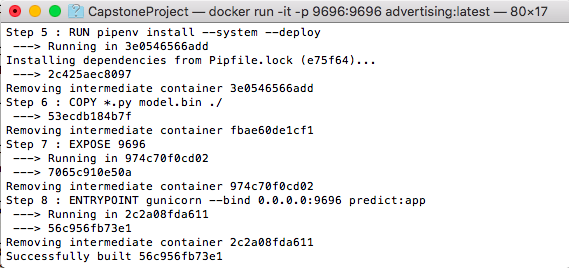 CapstoneProject — docker run -it -p 9696:9696 advertising:latest — 80×17
Step 5 : RUN pipenv install --system --deploy
 ---> Running in 3e0546566add
Installing dependencies from Pipfile.lock (e75f64)...
 ---> 2c425aec8097
Removing intermediate container 3e0546566add
Step 6 : COPY *.py model.bin ./
 ---> 53ecdb184b7f
Removing intermediate container fbae60de1cf1
Step 7 : EXPOSE 9696
 ---> Running in 974c70f0cd02
 ---> 7065c910e50a
Removing intermediate container 974c70f0cd02
Step 8 : ENTRYPOINT gunicorn --bind 0.0.0.0:9696 predict:app
 ---> Running in 2c2a08fda611
 ---> 56c956fb73e1
Removing intermediate container 2c2a08fda611
Successfully built 56c956fb73e1